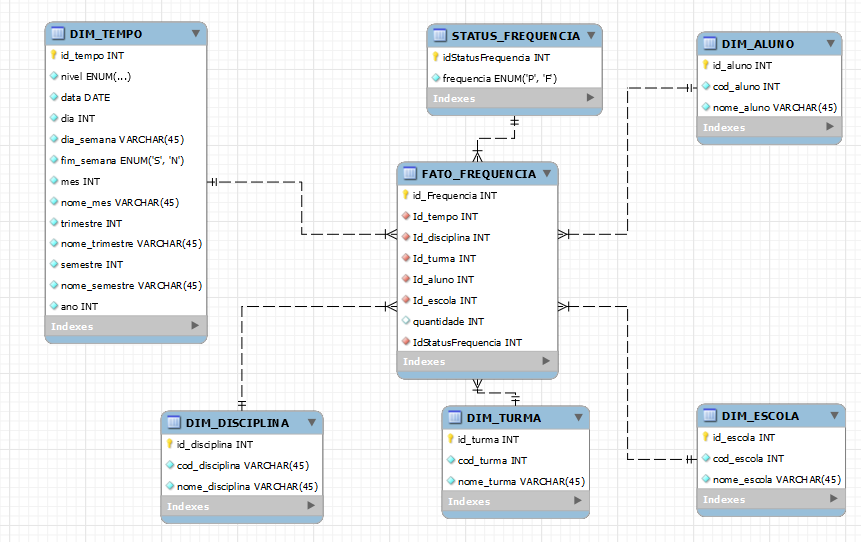 DIM_TEMPO
id_tempo INT
nivel ENUM(...)
data DATE
dia INT
dia_semana VARCHAR(45)
fim_semana ENUM('S', 'N')
mes INT
nome_mes VARCHAR(45)
trimestre INT
nome_trimestre VARCHAR(45)
semestre INT
nome_semestre VARCHAR(45)
ano INT
Indexes
STATUS_FREQUENCIA
idStatusFrequencia INT
frequencia ENUM('P', 'F')
Indexes
DIM_ALUNO
id_aluno INT
cod_aluno INT
nome_aluno VARCHAR(45)
Indexes
FATO_FREQUENCIA
id_Frequencia INT
Id_tempo INT
Id_disciplina INT
Id_turma INT
Id_aluno INT
Id_escola INT
quantidade INT
IdStatusFrequencia INT
Indexes
DIM_DISCIPLINA
id_disciplina INT
cod_disciplina VARCHAR(45)
nome_disciplina VARCHAR(45)
Indexes
DIM_TURMA
id_turma INT
cod_turma INT
nome_turma VARCHAR(45)
Indexes
DIM_ESCOLA
id_escola INT
cod_escola INT
nome_escola VARCHAR(45)
Indexes